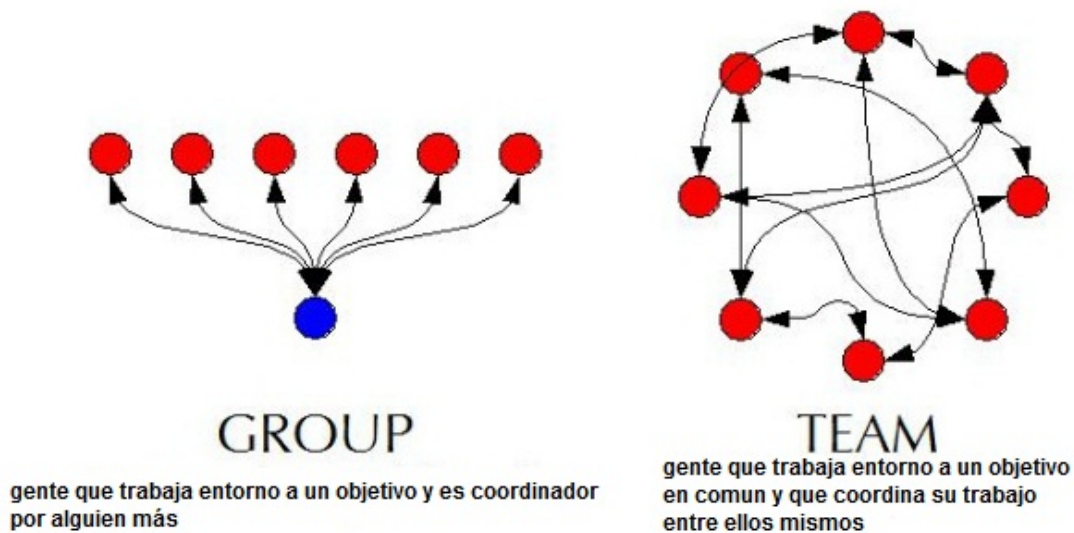 GROUP
gente que trabaja entorno a un objetivo y es coordinador
por alguien más
TEAM
gente que trabaja entorno a un objetivo
en comun y que coordina su trabajo
entre ellos mismos